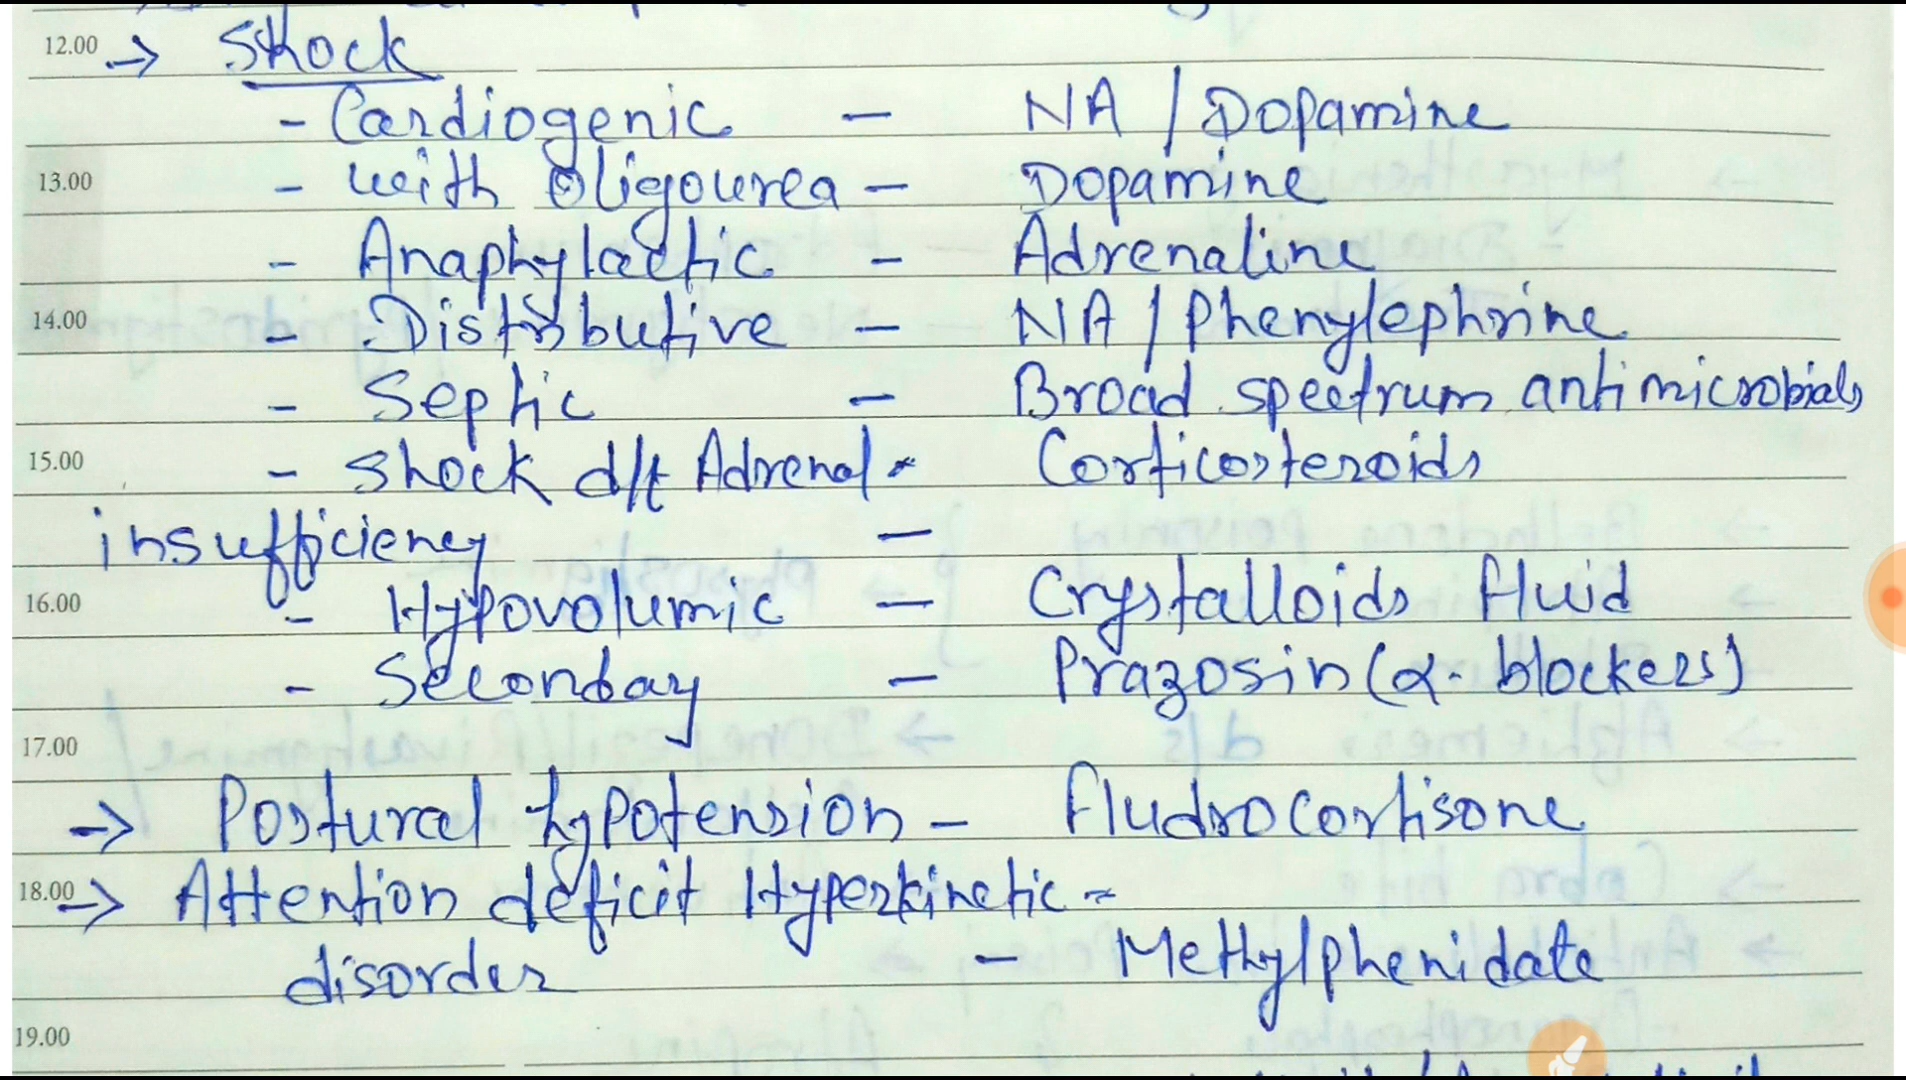 12.00 → Shock
- Cardiogenic - NA / Dopamine
13.00 - with Oligourea - Dopamine
- Anaphylactic - Adrenaline
14.00 - Distributive - NA / Phenylephrine
- Septic - Broad spectrum antimicrobials
15.00 - Shock d/t Adrenal - Corticosteroids
insufficiency -
16.00 - Hypovolumic - Crystalloids fluid
- Seconday - Prazosin (α- blockers)
17.00
→ Postural hypotension - Fludrocortisone
18.00 → Attention deficit Hyperkinetic -
disorder - Methylphenidate
19.00